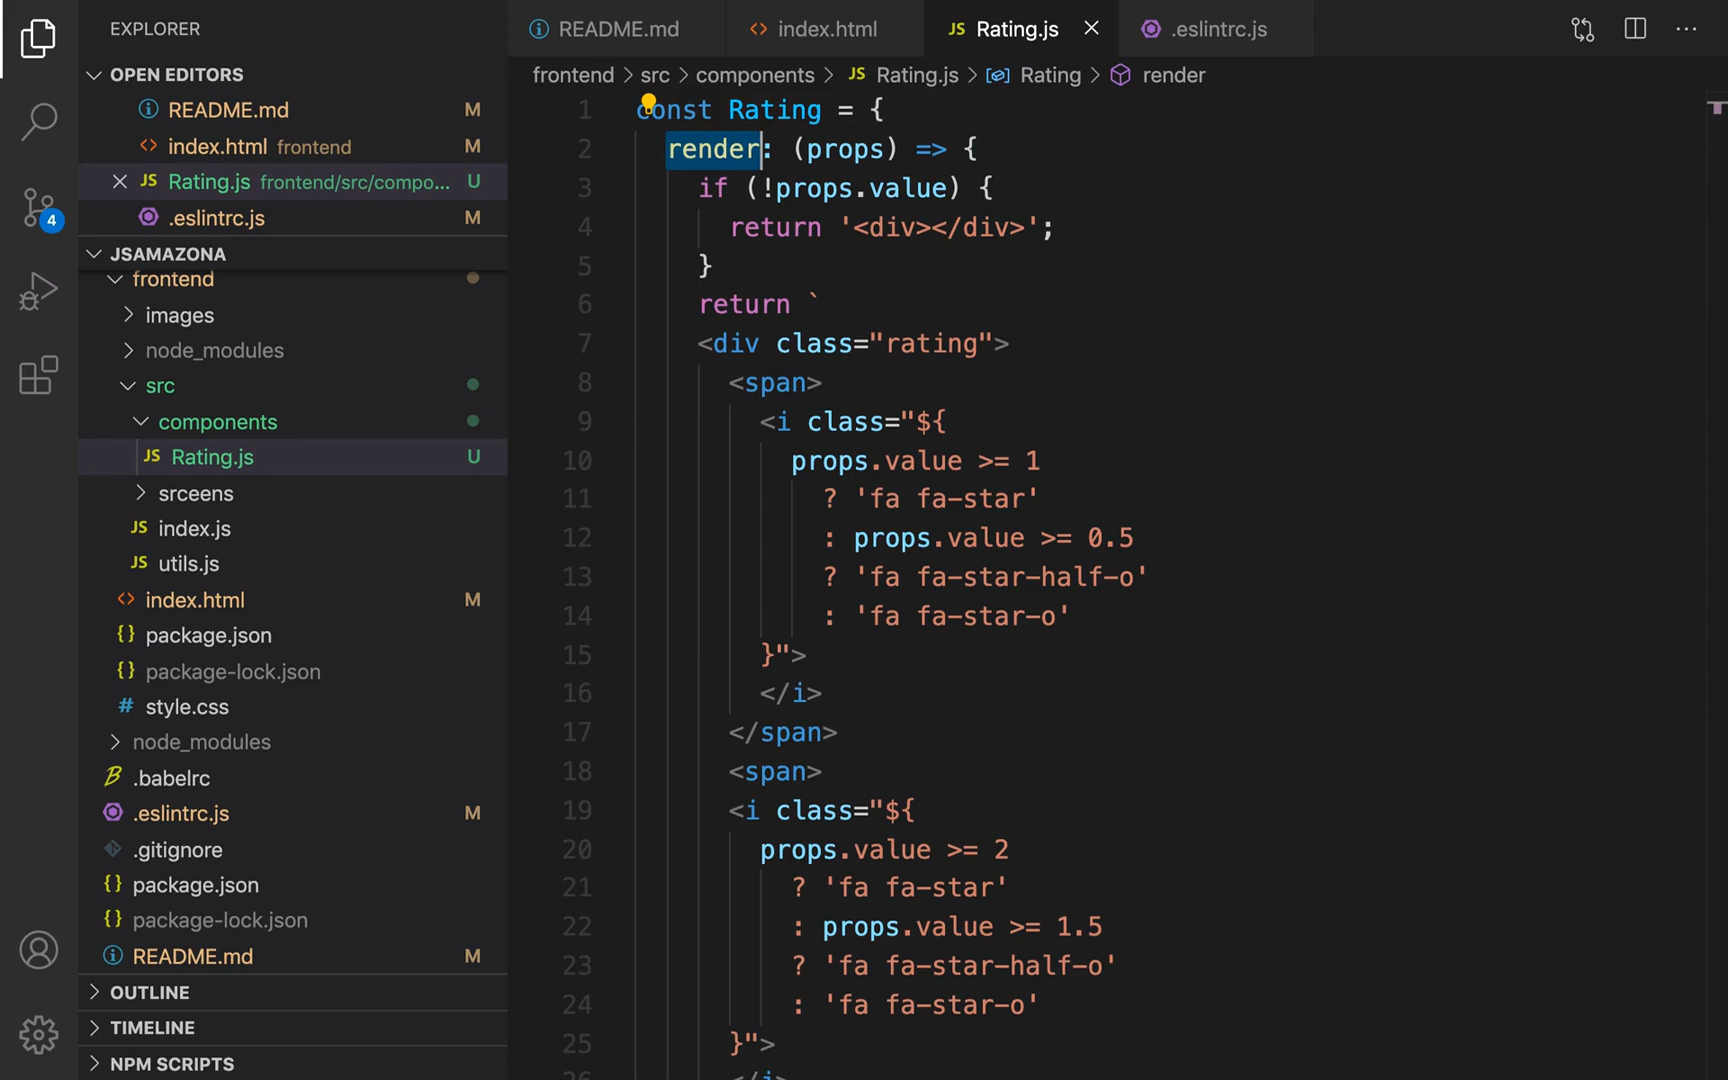 EXPLORER
OPEN EDITORS
README.md M
index.html frontend M
Rating.js frontend/src/compo... U
.eslintrc.js M
JSAMAZONA
frontend
images
node_modules
src
components
JS Rating.js U
srceens
JS index.js
JS utils.js
index.html M
{} package.json
{} package-lock.json
# style.css
node_modules
.babelrc
.eslintrc.js M
.gitignore
{} package.json
{} package-lock.json
README.md M
OUTLINE
TIMELINE
NPM SCRIPTS
4
README.md
<> index.html
JS Rating.js
.eslintrc.js
frontend > src > components > JS Rating.js > Rating > render
1 const Rating = {
2 render: (props) => {
3 if (!props.value) {
4 return '<div></div>';
5 }
6 return `
7 <div class="rating">
8 <span>
9 <i class="${
10 props.value >= 1
11 ? 'fa fa-star'
12 : props.value >= 0.5
13 ? 'fa fa-star-half-o'
14 : 'fa fa-star-o'
15 }">
16 </i>
17 </span>
18 <span>
19 <i class="${
20 props.value >= 2
21 ? 'fa fa-star'
22 : props.value >= 1.5
23 ? 'fa fa-star-half-o'
24 : 'fa fa-star-o'
25 }">